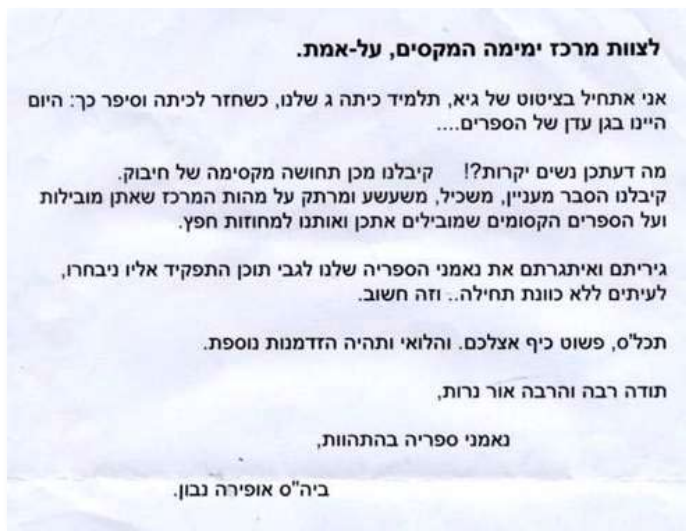 לצוות מרכז ימימה המקסים, על-אמת.
אני אתחיל בציטוט של גיא, תלמיד כיתה ג שלנו, כשחזר לכיתה וסיפר כך: היום
היינו בגן עדן של הספרים....
מה דעתכן נשים יקרות?! קיבלנו מכן תחושה מקסימה של חיבוק.
קיבלנו הסבר מעניין, משכיל, משעשע ומרתק על מהות המרכז שאתן מובילות
ועל הספרים הקסומים שמובילים אתכן ואותנו למחוזות חפץ.
גיריתם ואיתגרתם את נאמני הספריה שלנו לגבי תוכן התפקיד אליו ניבחרו,
לעיתים ללא כוונת תחילה.. וזה חשוב.
תכל'ס, פשוט כיף אצלכם. והלואי ותהיה הזדמנות נוספת.
תודה רבה והרבה אור נרות,
נאמני ספריה בהתהוות,
ביה"ס אופירה נבון.